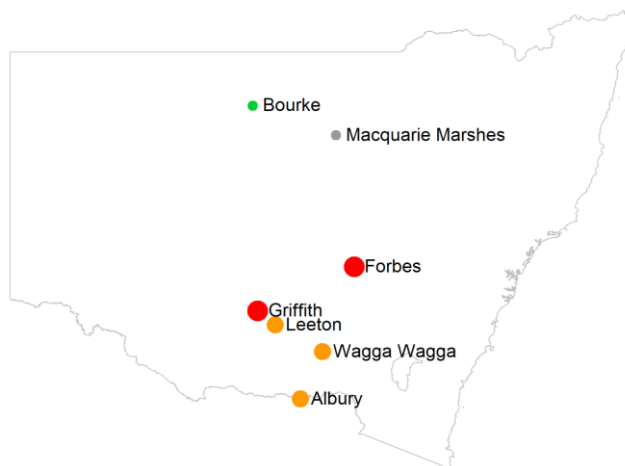 Bourke
Macquarie Marshes
Forbes
Griffith
Leeton
Wagga Wagga
Albury